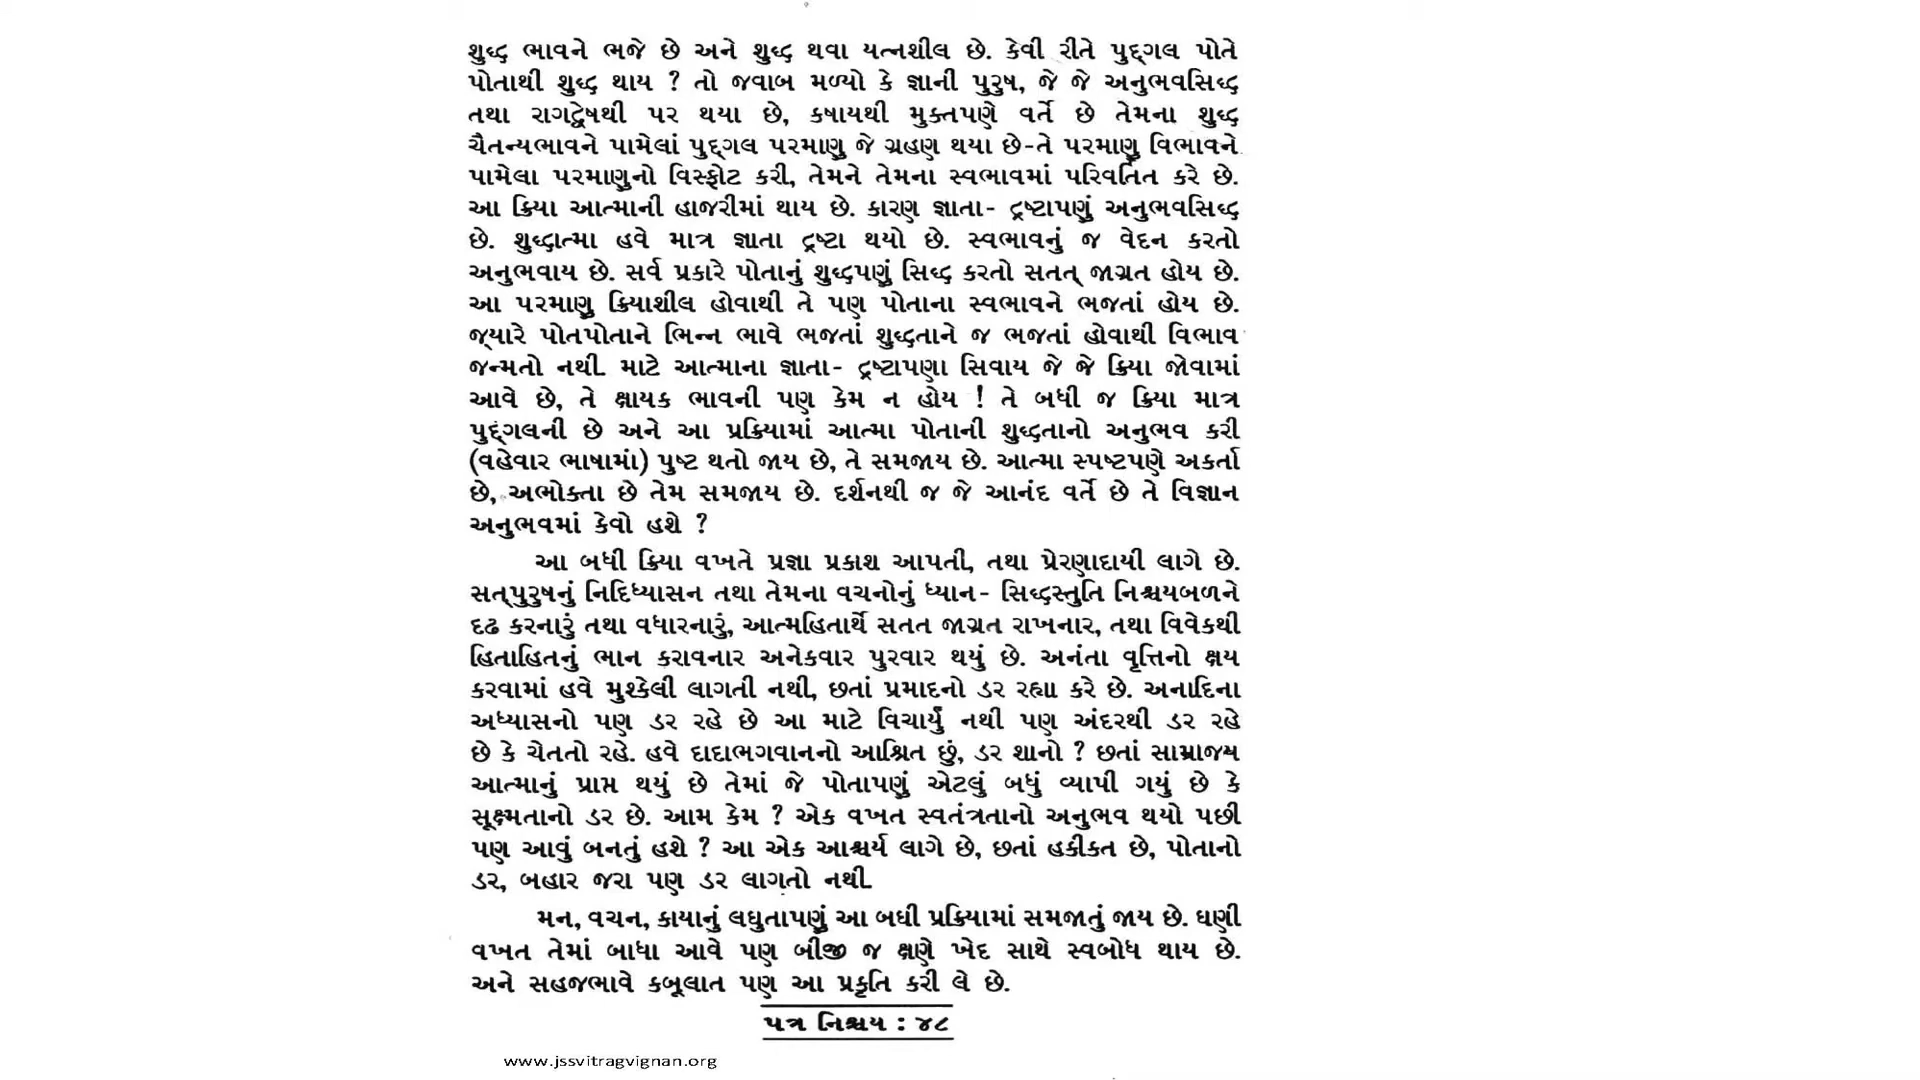 શુદ્ધ ભાવને ભજે છે અને શુદ્ધ થવા યત્નશીલ છે. કેવી રીતે પુદ્‌ગલ પોતે
પોતાથી શુદ્ધ થાય ? તો જવાબ મળ્યો કે જ્ઞાની પુરુષ, જે જે અનુભવસિદ્ધ
તથા રાગદ્વેષથી પર થયા છે, કષાયથી મુક્તપણે વર્તે છે તેમના શુદ્ધ
ચૈતન્યભાવને પામેલાં પુદ્‌ગલ પરમાણુ જે ગ્રહણ થયા છે-તે પરમાણુ વિભાવને
પામેલા પરમાણુનો વિસ્ફોટ કરી, તેમને તેમના સ્વભાવમાં પરિવર્તિત કરે છે.
આ ક્રિયા આત્માની હાજરીમાં થાય છે. કારણ જ્ઞાતા- દ્રષ્ટાપણું અનુભવસિદ્ધ
છે. શુદ્ધાત્મા હવે માત્ર જ્ઞાતા દ્રષ્ટા થયો છે. સ્વભાવનું જ વેદન કરતો
અનુભવાય છે. સર્વ પ્રકારે પોતાનું શુદ્ધપણું સિદ્ધ કરતો સતત્ જાગ્રત હોય છે.
આ પરમાણુ ક્રિયાશીલ હોવાથી તે પણ પોતાના સ્વભાવને ભજતાં હોય છે.
જ્યારે પોતપોતાને ભિન્ન ભાવે ભજતાં શુદ્ધતાને જ ભજતાં હોવાથી વિભાવ
જન્મતો નથી. માટે આત્માના જ્ઞાતા- દ્રષ્ટાપણા સિવાય જે જે ક્રિયા જોવામાં
આવે છે, તે ક્ષાયક ભાવની પણ કેમ ન હોય ! તે બધી જ ક્રિયા માત્ર
પુદ્‌ગલની છે અને આ પ્રક્રિયામાં આત્મા પોતાની શુદ્ધતાનો અનુભવ કરી
(વહેવાર ભાષામાં) પુષ્ટ થતો જાય છે, તે સમજાય છે. આત્મા સ્પષ્ટપણે અકર્તા
છે, અભોક્તા છે તેમ સમજાય છે. દર્શનથી જ જે આનંદ વર્તે છે તે વિજ્ઞાન
અનુભવમાં કેવો હશે ?
આ બધી ક્રિયા વખતે પ્રજ્ઞા પ્રકાશ આપતી, તથા પ્રેરણાદાયી લાગે છે.
સત્‌પુરુષનું નિદિધ્યાસન તથા તેમના વચનોનું ધ્યાન- સિદ્ધસ્તુતિ નિશ્ચયબળને
દઢ કરનારું તથા વધારનારું, આત્મહિતાર્થે સતત જાગ્રત રાખનાર, તથા વિવેકથી
હિતાહિતનું ભાન કરાવનાર અનેકવાર પુરવાર થયું છે. અનંતા વૃત્તિનો ક્ષય
કરવામાં હવે મુશ્કેલી લાગતી નથી, છતાં પ્રમાદનો ડર રહ્યા કરે છે. અનાદિના
અધ્યાસનો પણ ડર રહે છે આ માટે વિચાર્યું નથી પણ અંદરથી ડર રહે
છે કે ચેતતો રહે. હવે દાદાભગવાનનો આશ્રિત છું, ડર શાનો ? છતાં સામ્રાજ્ય
આત્માનું પ્રાપ્ત થયું છે તેમાં જે પોતાપણું એટલું બધું વ્યાપી ગયું છે કે
સૂક્ષ્મતાનો ડર છે. આમ કેમ ? એક વખત સ્વતંત્રતાનો અનુભવ થયો પછી
પણ આવું બનતું હશે ? આ એક આશ્ચર્ય લાગે છે, છતાં હકીકત છે, પોતાનો
ડર, બહાર જરા પણ ડર લાગતો નથી.
મન, વચન, કાયાનું લઘુતાપણું આ બધી પ્રક્રિયામાં સમજાતું જાય છે. ઘણી
વખત તેમાં બાધા આવે પણ બીજી જ ક્ષણે ખેદ સાથે સ્વબોધ થાય છે.
અને સહજભાવે કબૂલાત પણ આ પ્રકૃતિ કરી લે છે.
પત્ર નિશ્ચય : ૪૮
www.jssvitragvignan.org